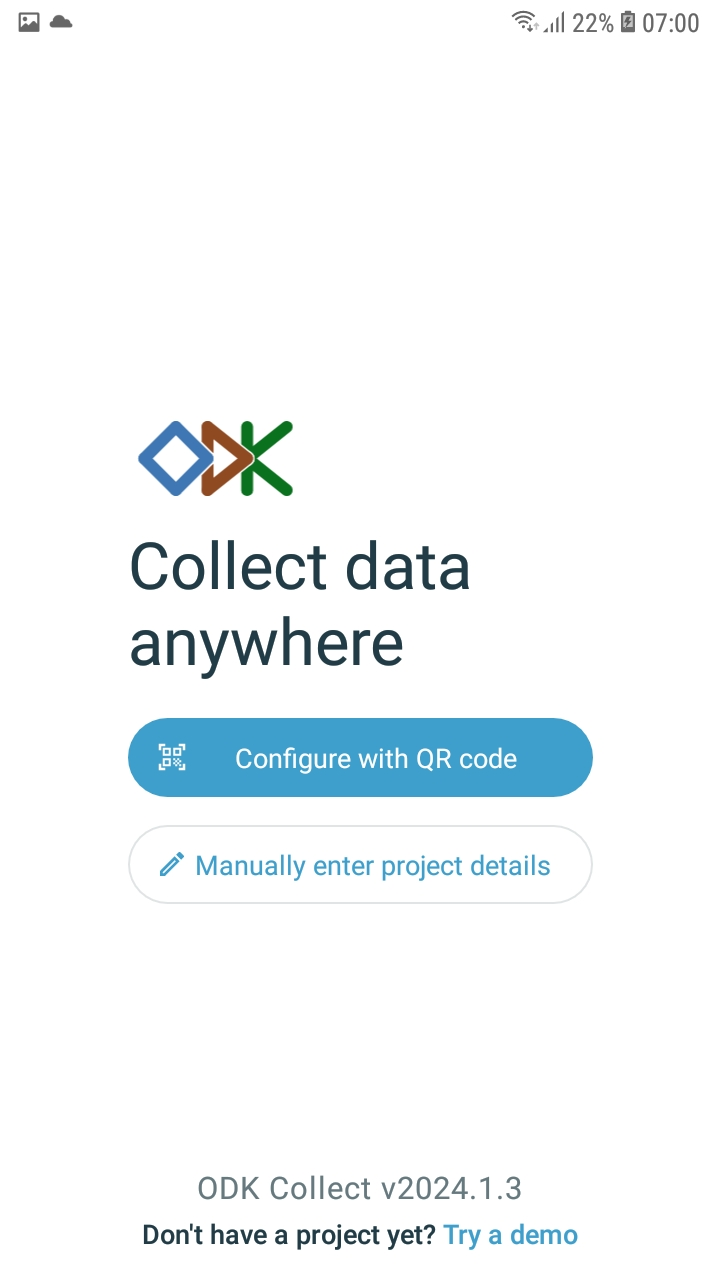 22% 07:00
ODK
Collect data
anywhere
Configure with QR code
Manually enter project details
ODK Collect v2024.1.3
Don't have a project yet? Try a demo